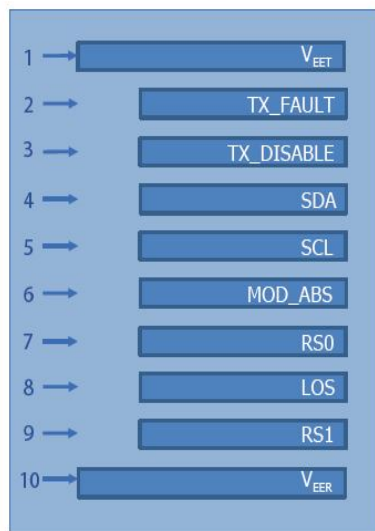 1 VEET
2 TX_FAULT
3 TX_DISABLE
4 SDA
5 SCL
6 MOD_ABS
7 RS0
8 LOS
9 RS1
10 VEER